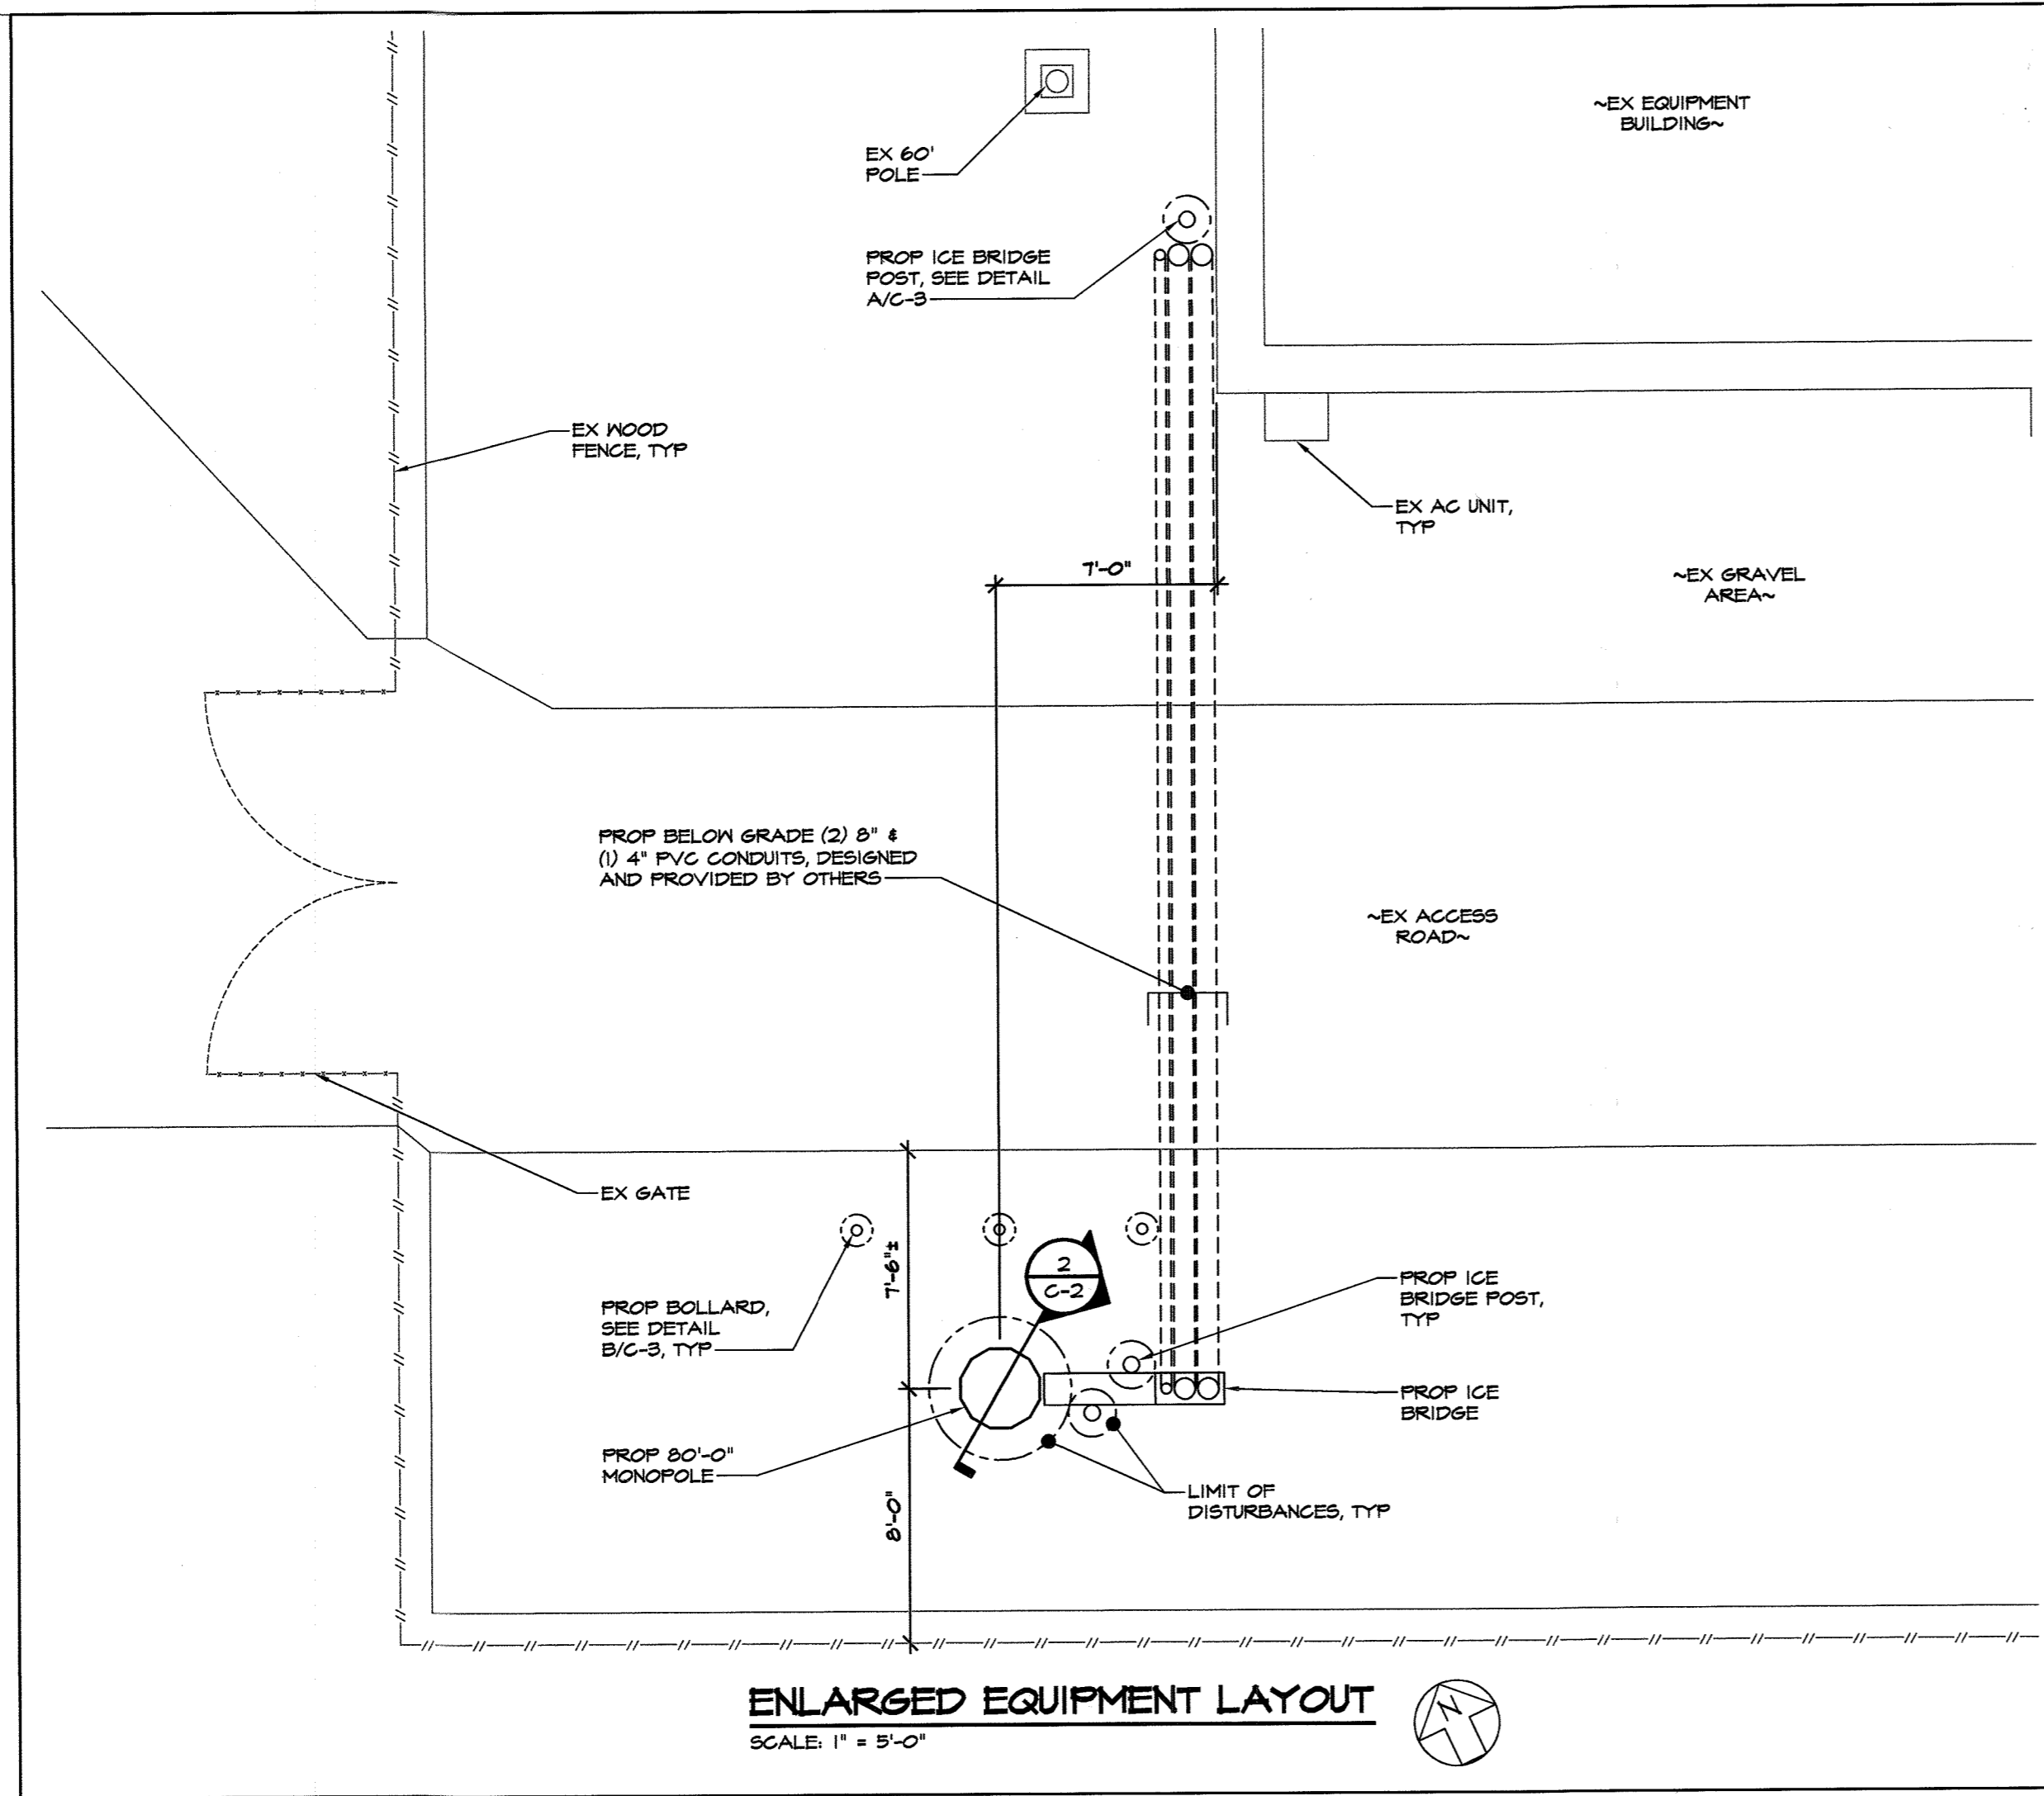 ~EX EQUIPMENT
BUILDING~
EX 60'
POLE
PROP ICE BRIDGE
POST, SEE DETAIL
A/C-3
EX WOOD
FENCE, TYP
EX AC UNIT,
TYP
7'-0"
~EX GRAVEL
AREA~
PROP BELOW GRADE (2) 8" &
(1) 4" PVC CONDUITS, DESIGNED
AND PROVIDED BY OTHERS
~EX ACCESS
ROAD~
EX GATE
7'-6"±
2
C-2
PROP ICE
BRIDGE POST,
TYP
PROP BOLLARD,
SEE DETAIL
B/C-3, TYP
PROP ICE
BRIDGE
PROP 80'-0"
MONOPOLE
8'-0"
LIMIT OF
DISTURBANCES, TYP
ENLARGED EQUIPMENT LAYOUT
SCALE: 1" = 5'-0"
N